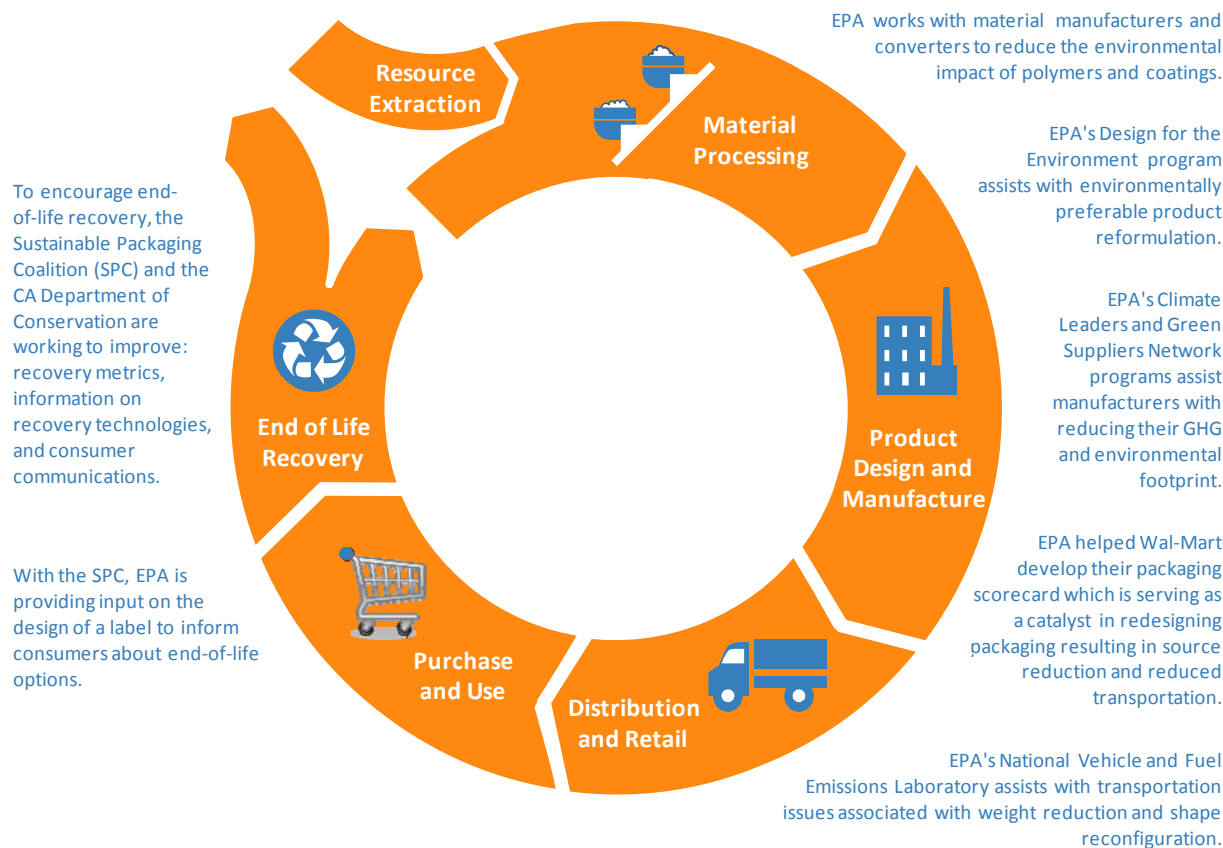 EPA works with material manufacturers and
converters to reduce the environmental
impact of polymers and coatings.
Resource
Extraction
Material
Processing
EPA's Design for the
Environment program
assists with environmentally
preferable product
reformulation.
To encourage end-
of-life recovery, the
Sustainable Packaging
Coalition (SPC) and the
CA Department of
Conservation are
working to improve:
recovery metrics,
information on
recovery technologies,
and consumer
communications.
EPA's Climate
Leaders and Green
Suppliers Network
programs assist
manufacturers with
reducing their GHG
and environmental
footprint.
End of Life
Recovery
Product
Design and
Manufacture
EPA helped Wal-Mart
develop their packaging
scorecard which is serving as
a catalyst in redesigning
packaging resulting in source
reduction and reduced
transportation.
With the SPC, EPA is
providing input on the
design of a label to inform
consumers about end-of-life
options.
Purchase
and Use
Distribution
and Retail
EPA's National Vehicle and Fuel
Emissions Laboratory assists with transportation
issues associated with weight reduction and shape
reconfiguration.